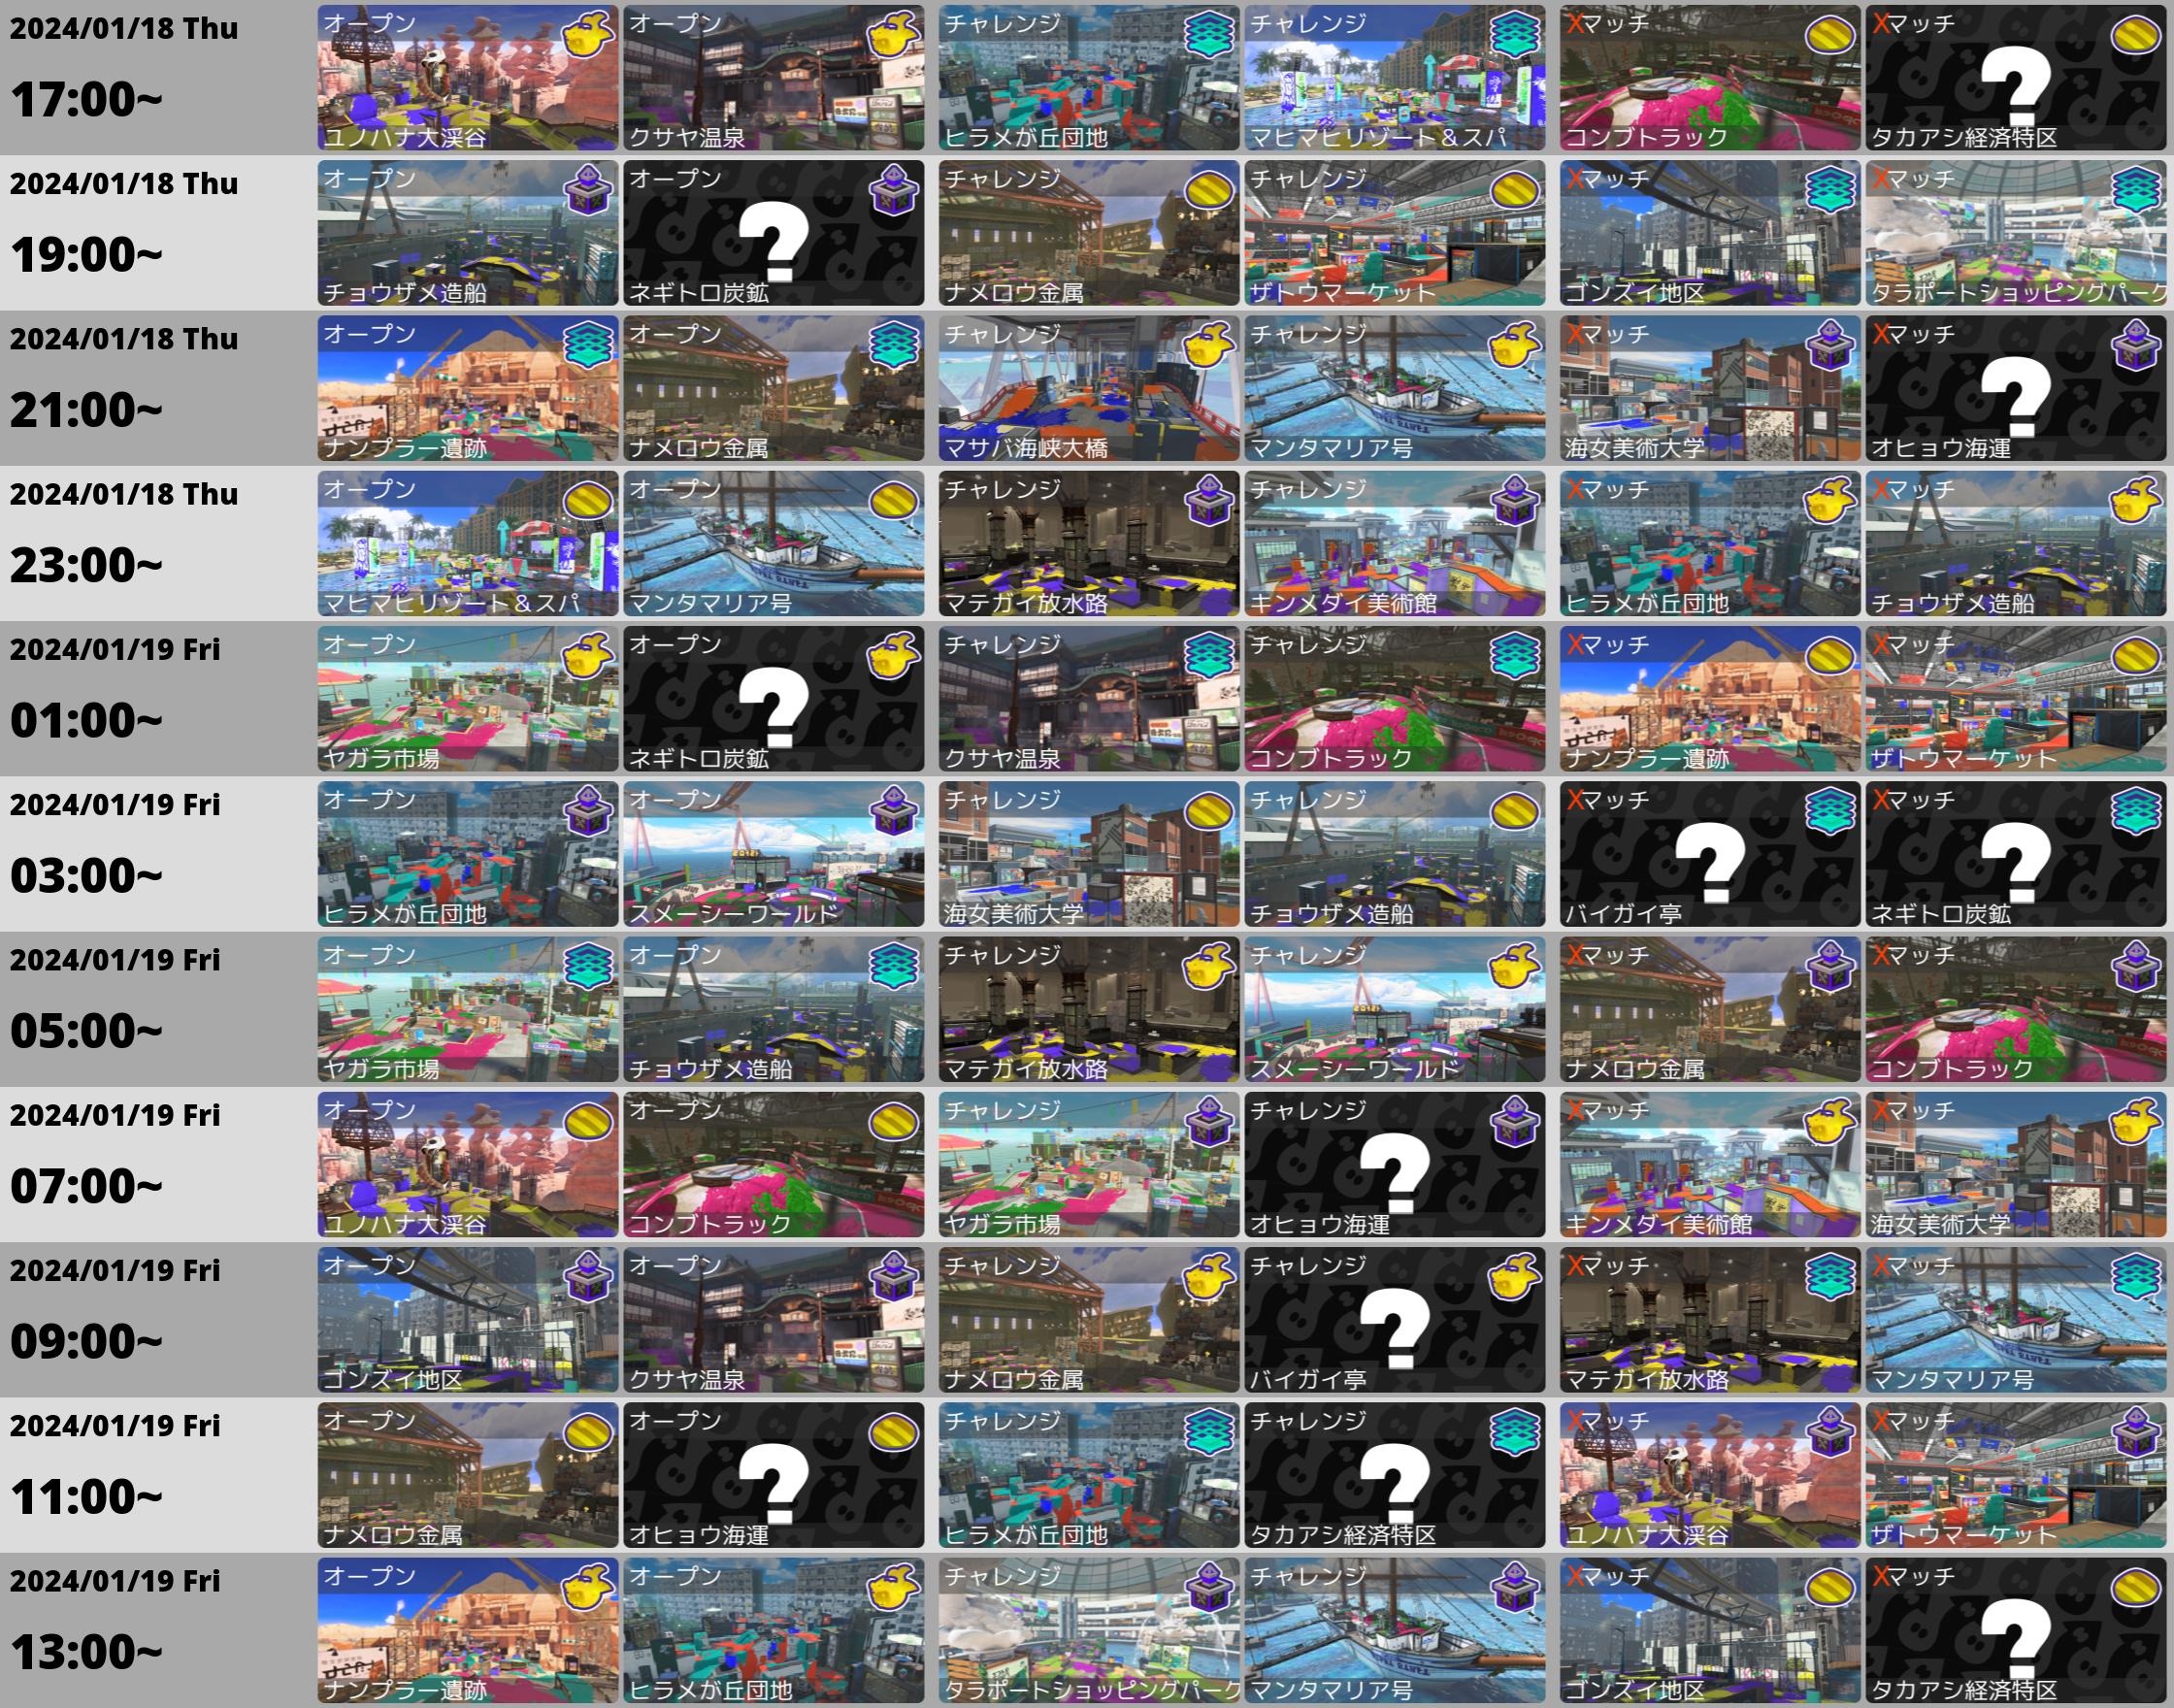 2024/01/18 Thu
17:00~
オープン
ユノハナ大渓谷
オープン
クサヤ温泉
チャレンジ
ヒラメが丘団地
チャレンジ
マヒマヒリゾート＆スパ
Xマッチ
コンブトラック
Xマッチ
タカアシ経済特区
2024/01/18 Thu
19:00~
オープン
チョウザメ造船
オープン
ネギトロ炭鉱
チャレンジ
ナメロウ金属
チャレンジ
ザトウマーケット
Xマッチ
ゴンズイ地区
Xマッチ
タラポートショッピングパーク
2024/01/18 Thu
21:00~
オープン
ナンプラー遺跡
オープン
ナメロウ金属
チャレンジ
マサバ海峡大橋
チャレンジ
マンタマリア号
Xマッチ
海女美術大学
Xマッチ
オヒョウ海運
2024/01/18 Thu
23:00~
オープン
マヒマヒリゾート＆スパ
オープン
マンタマリア号
チャレンジ
マテガイ放水路
チャレンジ
キンメダイ美術館
Xマッチ
ヒラメが丘団地
Xマッチ
チョウザメ造船
2024/01/19 Fri
01:00~
オープン
ヤガラ市場
オープン
ネギトロ炭鉱
チャレンジ
クサヤ温泉
チャレンジ
コンブトラック
Xマッチ
ナンプラー遺跡
Xマッチ
ザトウマーケット
2024/01/19 Fri
03:00~
オープン
ヒラメが丘団地
オープン
スメーシーワールド
チャレンジ
海女美術大学
チャレンジ
チョウザメ造船
Xマッチ
バイガイ亭
Xマッチ
ネギトロ炭鉱
2024/01/19 Fri
05:00~
オープン
ヤガラ市場
オープン
チョウザメ造船
チャレンジ
マテガイ放水路
チャレンジ
スメーシーワールド
Xマッチ
ナメロウ金属
Xマッチ
コンブトラック
2024/01/19 Fri
07:00~
オープン
ユノハナ大渓谷
オープン
コンブトラック
チャレンジ
ヤガラ市場
チャレンジ
オヒョウ海運
Xマッチ
キンメダイ美術館
Xマッチ
海女美術大学
2024/01/19 Fri
09:00~
オープン
ゴンズイ地区
オープン
クサヤ温泉
チャレンジ
ナメロウ金属
チャレンジ
バイガイ亭
Xマッチ
マテガイ放水路
Xマッチ
マンタマリア号
2024/01/19 Fri
11:00~
オープン
ナメロウ金属
オープン
オヒョウ海運
チャレンジ
ヒラメが丘団地
チャレンジ
タカアシ経済特区
Xマッチ
ユノハナ大渓谷
Xマッチ
ザトウマーケット
2024/01/19 Fri
13:00~
オープン
ナンプラー遺跡
オープン
ヒラメが丘団地
チャレンジ
タラポートショッピングパーク
チャレンジ
マンタマリア号
Xマッチ
ゴンズイ地区
Xマッチ
タカアシ経済特区